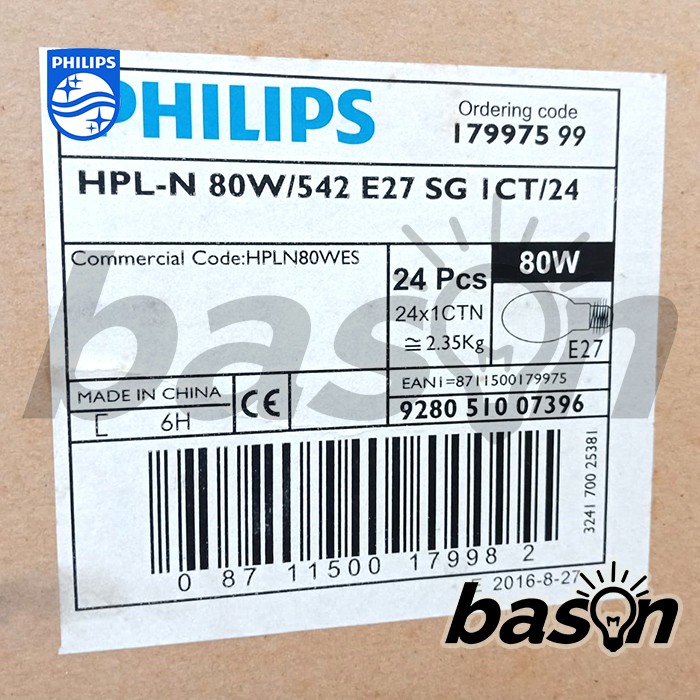 PHILIPS
PHILIPS
Ordering code
179975 99
HPL-N 80W/542 E27 SG 1CT/24
Commercial Code:HPLN80WES
24 Pcs
24x1CTN
≅ 2.35Kg
80W
E27
MADE IN CHINA
6H
CE
EAN1=8711500179975
9280 510 07396
3241 700 25381
0 87 11500 17998 2
E 2016-8-27
bason
bason